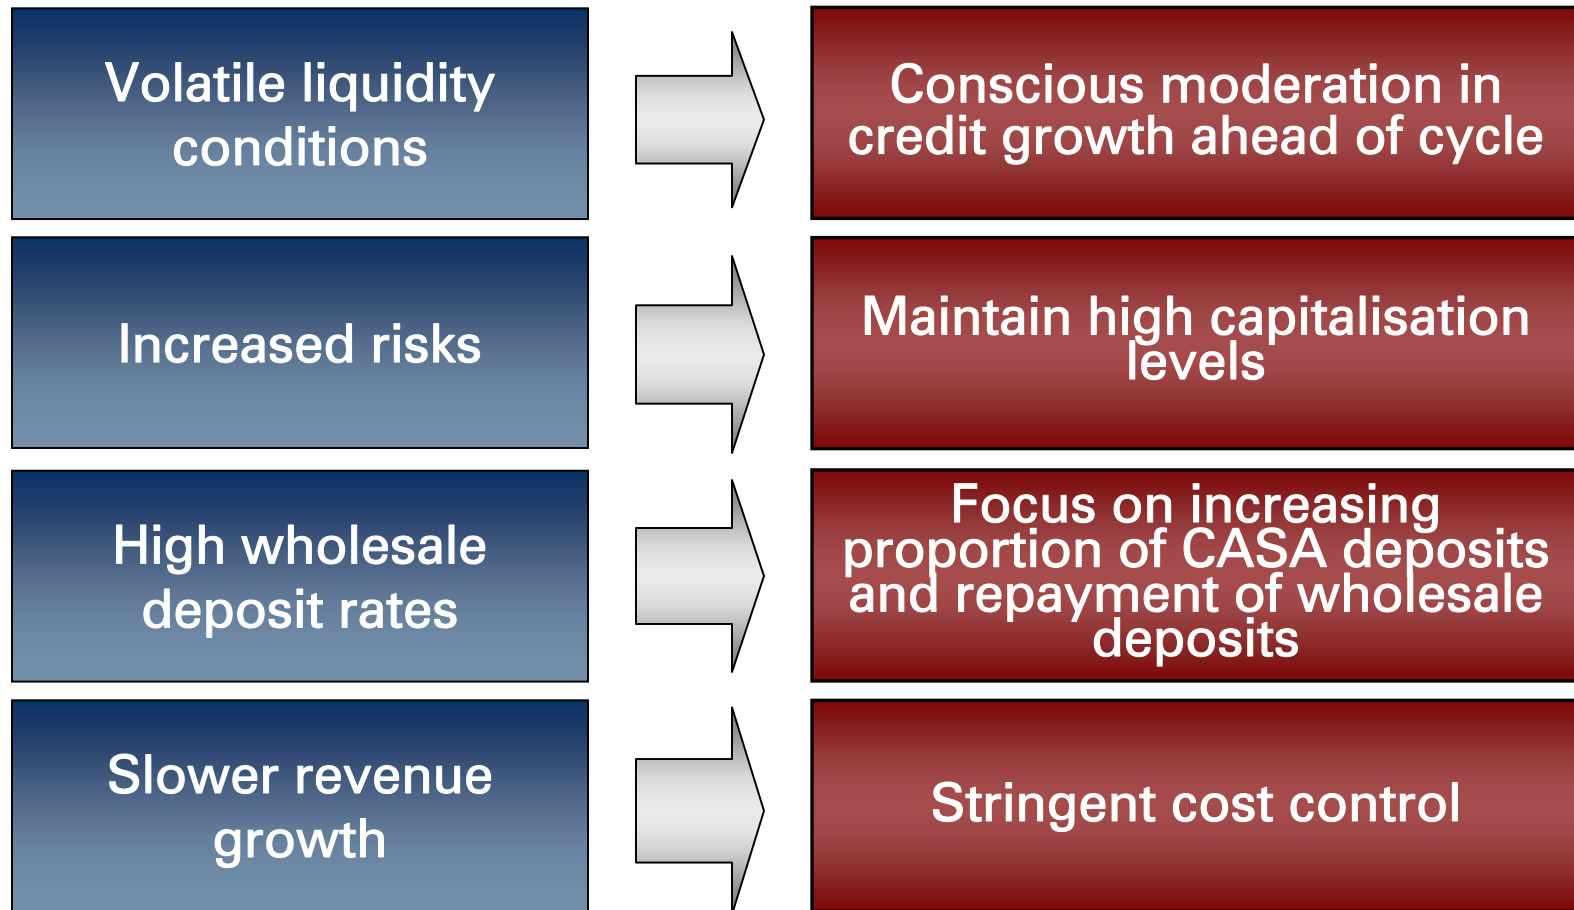 Volatile liquidity
conditions
Conscious moderation in
credit growth ahead of cycle
Increased risks
Maintain high capitalisation
levels
High wholesale
deposit rates
Focus on increasing
proportion of CASA deposits
and repayment of wholesale
deposits
Slower revenue
growth
Stringent cost control